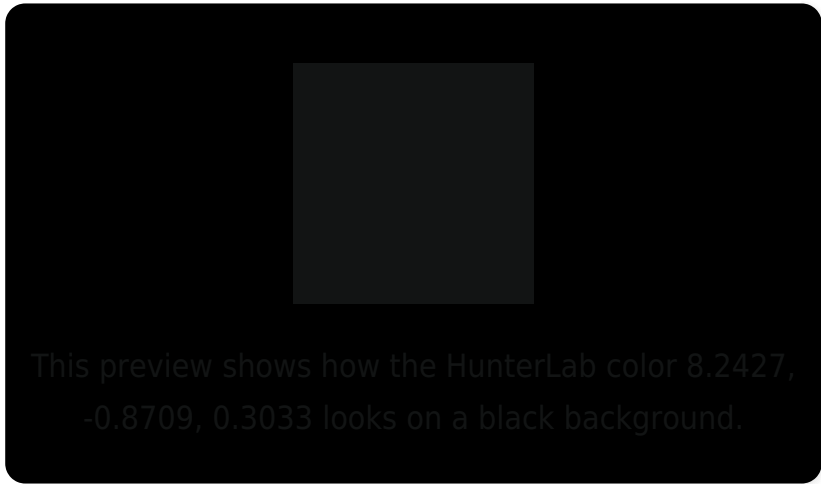 This preview shows how the HunterLab color 8.2427,
-0.8709, 0.3033 looks on a black background.